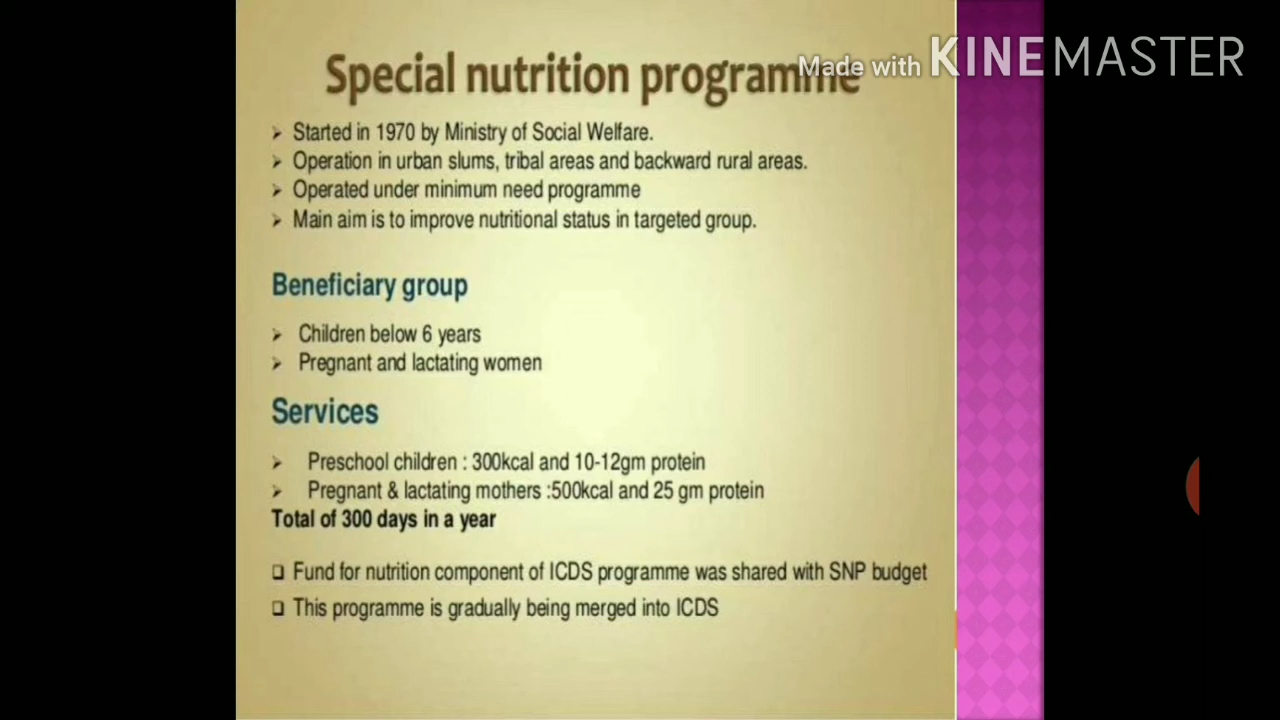 Special nutrition programme
Made with KINEMASTER
➢ Started in 1970 by Ministry of Social Welfare.
➢ Operation in urban slums, tribal areas and backward rural areas.
➢ Operated under minimum need programme
➢ Main aim is to improve nutritional status in targeted group.
Beneficiary group
➢ Children below 6 years
➢ Pregnant and lactating women
Services
➢ Preschool children : 300kcal and 10-12gm protein
➢ Pregnant & lactating mothers :500kcal and 25 gm protein
Total of 300 days in a year
❑ Fund for nutrition component of ICDS programme was shared with SNP budget
❑ This programme is gradually being merged into ICDS